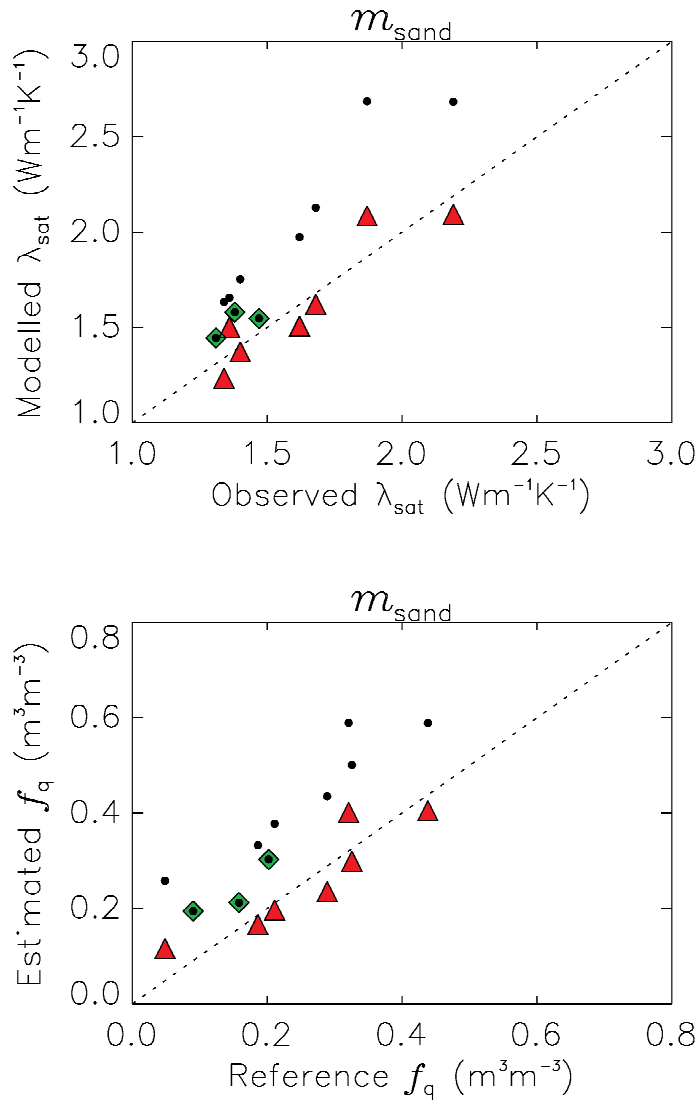 m_sand
3.0
2.5
2.0
1.5
1.0
Modelled λ_sat (Wm⁻¹K⁻¹)
1.0 1.5 2.0 2.5 3.0
Observed λ_sat (Wm⁻¹K⁻¹)
m_sand
0.8
0.6
0.4
0.2
0.0
Estimated f_q (m³m⁻³)
0.0 0.2 0.4 0.6 0.8
Reference f_q (m³m⁻³)